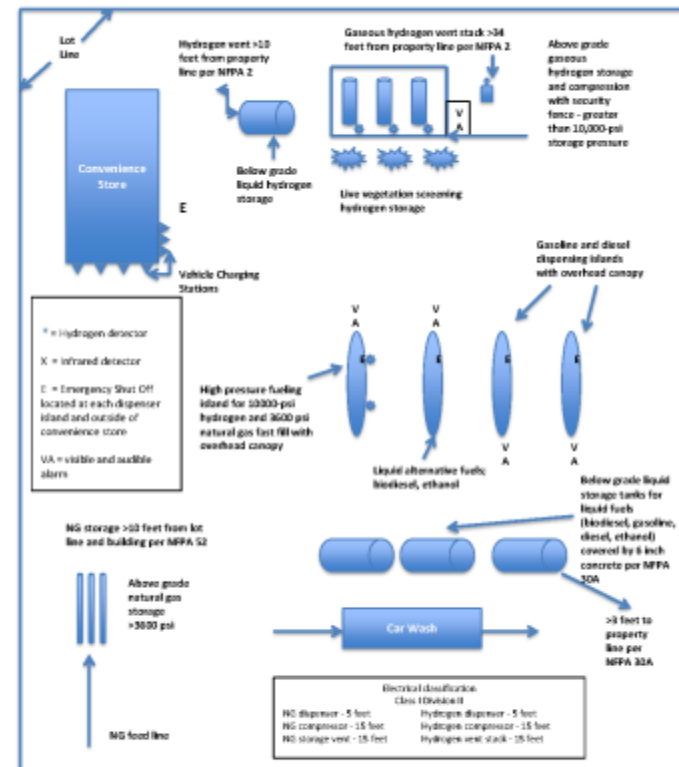 Lot
Line
Hydrogen vent >10
feet from property
line per NFPA 2
Gaseous hydrogen vent stack >34
feet from property line per NFPA 2
Above grade
gaseous
hydrogen storage
and compression
with security
fence - greater
than 10,000-psi
storage pressure
V
A
Convenience
Store
Below grade
liquid hydrogen
storage
Live vegetation screening
hydrogen storage
E
Vehicle Charging
Stations
Gasoline and diesel
dispensing islands
with overhead canopy
* = Hydrogen detector
X = Infrared detector
E = Emergency Shut Off
located at each dispenser
island and outside of
convenience store
VA = visible and audible
alarm
V
A
V
A
E
E
E
E
High pressure fueling
island for 10000-psi
hydrogen and 3600 psi
natural gas fast fill with
overhead canopy
V
A
V
A
Liquid alternative fuels;
biodiesel, ethanol
Below grade liquid
storage tanks for
liquid fuels
(biodiesel, gasoline,
diesel, ethanol)
covered by 6 inch
concrete per NFPA
30A
NG storage >10 feet from lot
line and building per NFPA 52
Above grade
natural gas
storage
>3600 psi
>3 feet to
property
line per
NFPA 30A
Car Wash
NG feed line
Electrical classification
Class I Division II
NG dispenser - 5 feet Hydrogen dispenser - 5 feet
NG compressor - 15 feet Hydrogen compressor - 15 feet
NG storage vent - 15 feet Hydrogen vent stack - 15 feet